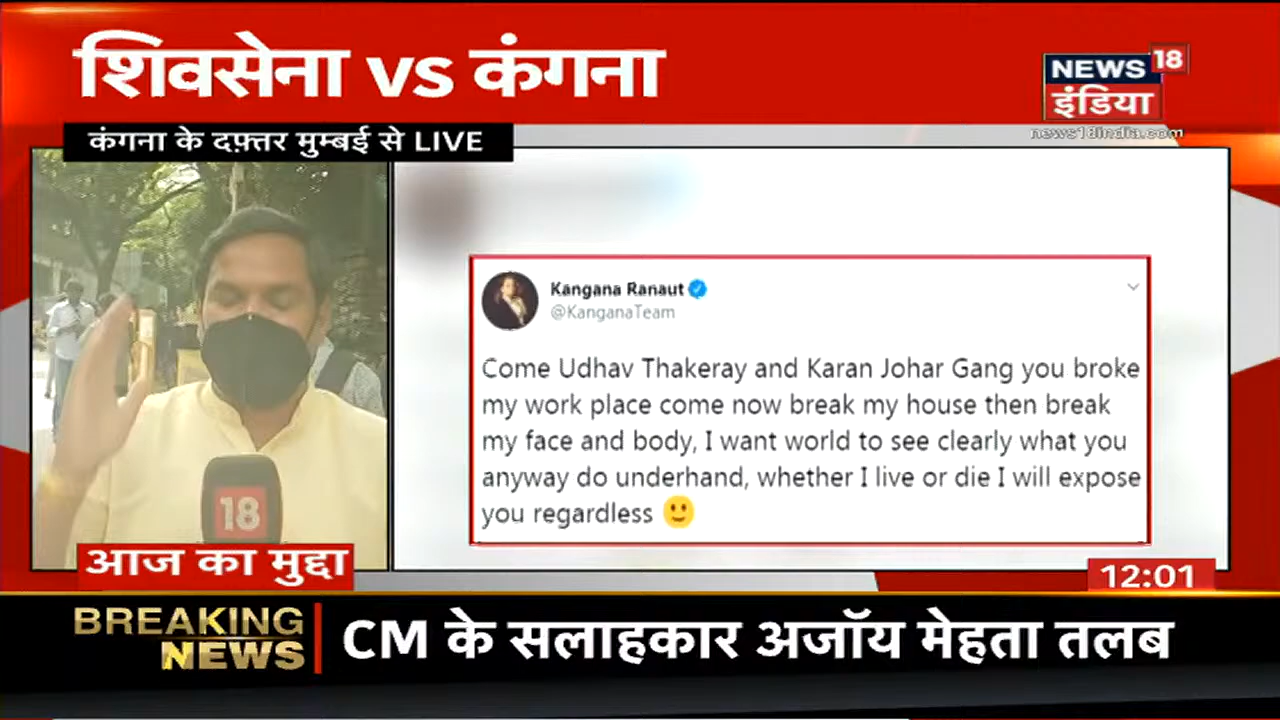 शिवसेना vs कंगना
NEWS 18
इंडिया
news18india.com
कंगना के दफ़्तर मुम्बई से LIVE
Kangana Ranaut
@KanganaTeam
Come Udhav Thakeray and Karan Johar Gang you broke
my work place come now break my house then break
my face and body, I want world to see clearly what you
anyway do underhand, whether I live or die I will expose
you regardless 🙂
18
आज का मुद्दा
12:01
BREAKING
NEWS
CM के सलाहकार अजॉय मेहता तलब